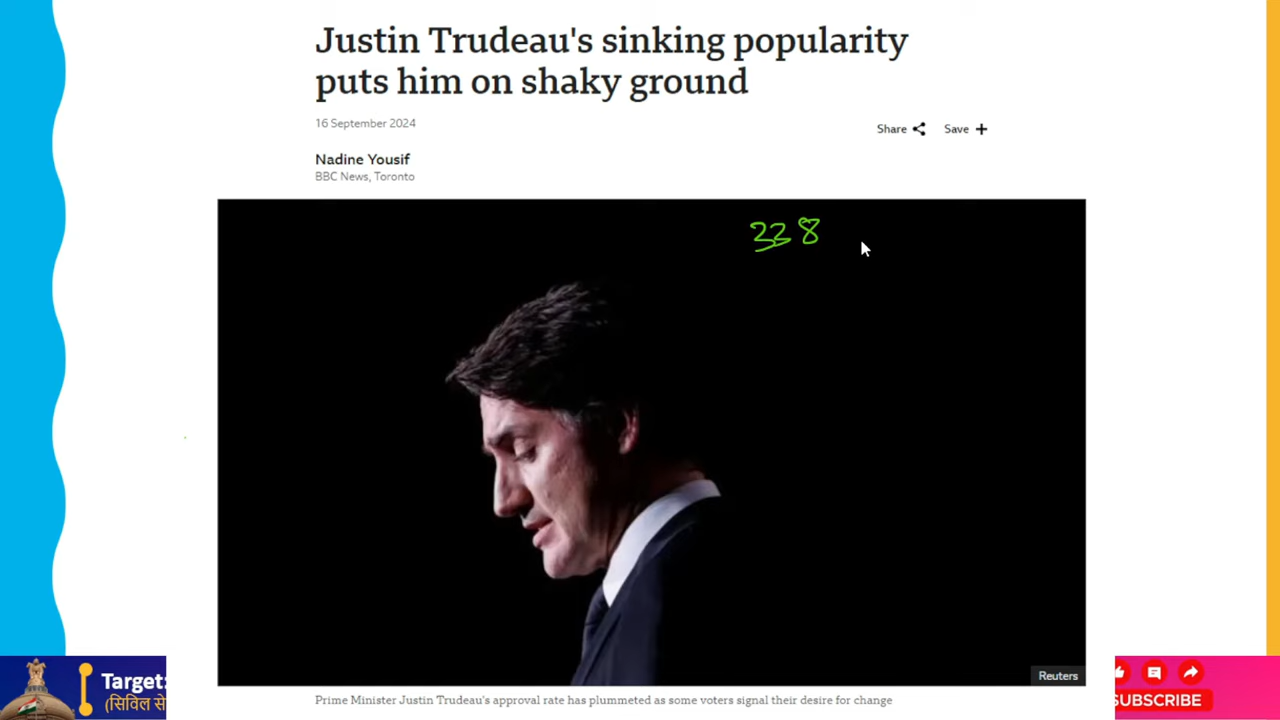 Justin Trudeau's sinking popularity
puts him on shaky ground
16 September 2024
Share
Save
Nadine Yousif
BBC News, Toronto
338
Reuters
Target:
(सिविल से
SUBSCRIBE
Prime Minister Justin Trudeau's approval rate has plummeted as some voters signal their desire for change